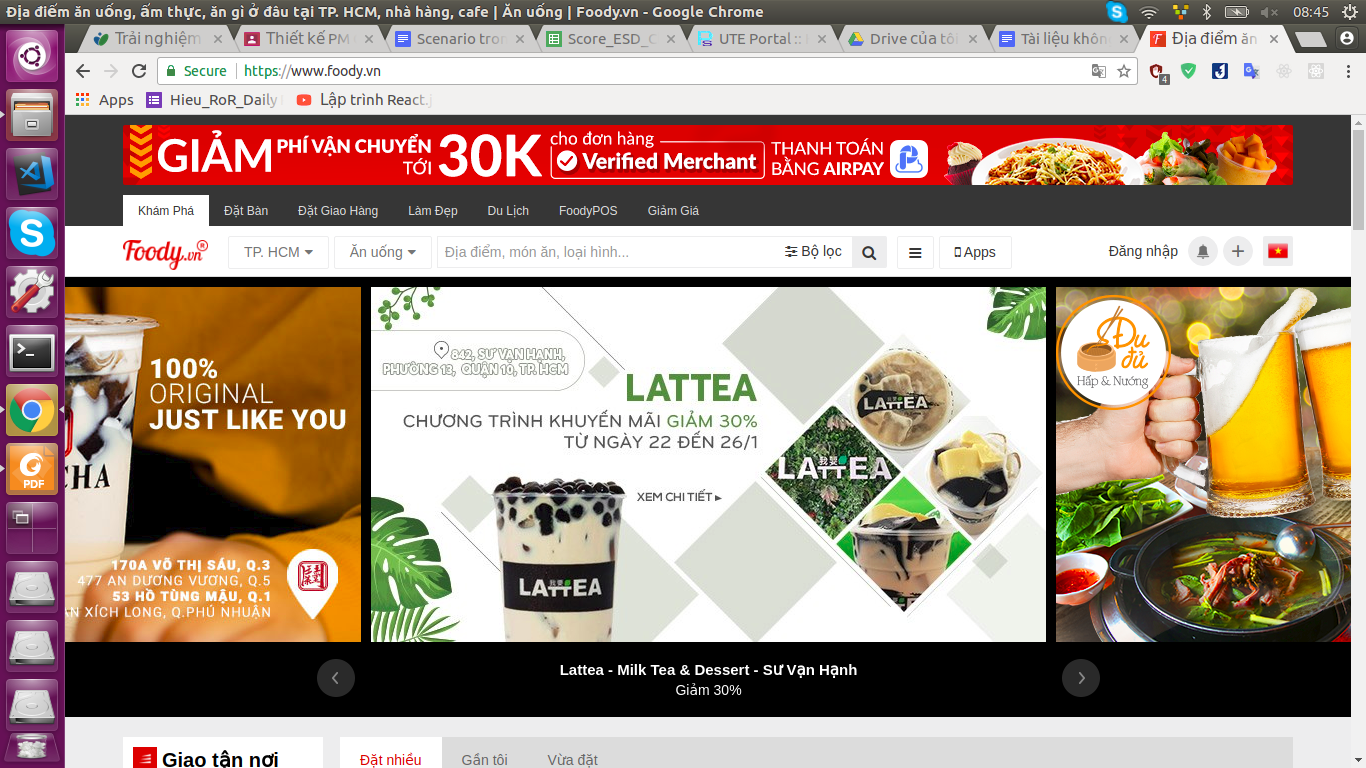 Địa điểm ăn uống, ấm thực, ăn gì ở đâu tại TP. HCM, nhà hàng, cafe | Ăn uống | Foody.vn - Google Chrome
08:45
Trải nghiệm
Thiết kế PM
Scenario tron
Score_ESD_C
UTE Portal ::
Drive của tôi
Tài liệu khôn
Địa điểm ăn
Secure
https://www.foody.vn
4
Apps
Hieu_RoR_Daily
Lập trình React.j
GIẢM PHÍ VẬN CHUYỂN TỚI 30K
cho đơn hàng
Verified Merchant
THANH TOÁN
BẰNG AIRPAY
Khám Phá
Đặt Bàn
Đặt Giao Hàng
Làm Đẹp
Du Lịch
FoodyPOS
Giảm Giá
Foody.vn®
TP. HCM
Ăn uống
Địa điểm, món ăn, loại hình...
Bộ lọc
Apps
Đăng nhập
100%
ORIGINAL
JUST LIKE YOU
CHA
170A VÕ THỊ SÁU, Q.3
477 AN DƯƠNG VƯƠNG, Q.5
53 HỒ TÙNG MẬU, Q.1
N XÍCH LONG, Q.PHÚ NHUẬN
842, SƯ VẠN HẠNH,
PHƯỜNG 13, QUẬN 10, TP. HCM
LATTEA
CHƯƠNG TRÌNH KHUYẾN MÃI GIẢM 30%
TỪ NGÀY 22 ĐẾN 26/1
XEM CHI TIẾT ▸
LATTEA
LATTEA
LATTEA
Đu đủ
Hấp & Nướng
Lattea - Milk Tea & Dessert - Sư Vạn Hạnh
Giảm 30%
Giao tận nơi
Đặt nhiều
Gần tôi
Vừa đặt
PDF